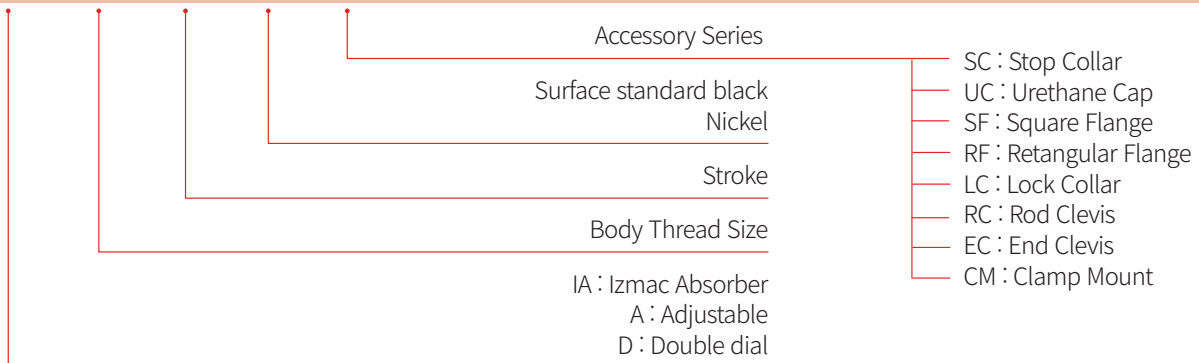 Accessory Series
Surface standard black
Nickel
Stroke
Body Thread Size
IA : Izmac Absorber
A : Adjustable
D : Double dial
SC : Stop Collar
UC : Urethane Cap
SF : Square Flange
RF : Retangular Flange
LC : Lock Collar
RC : Rod Clevis
EC : End Clevis
CM : Clamp Mount